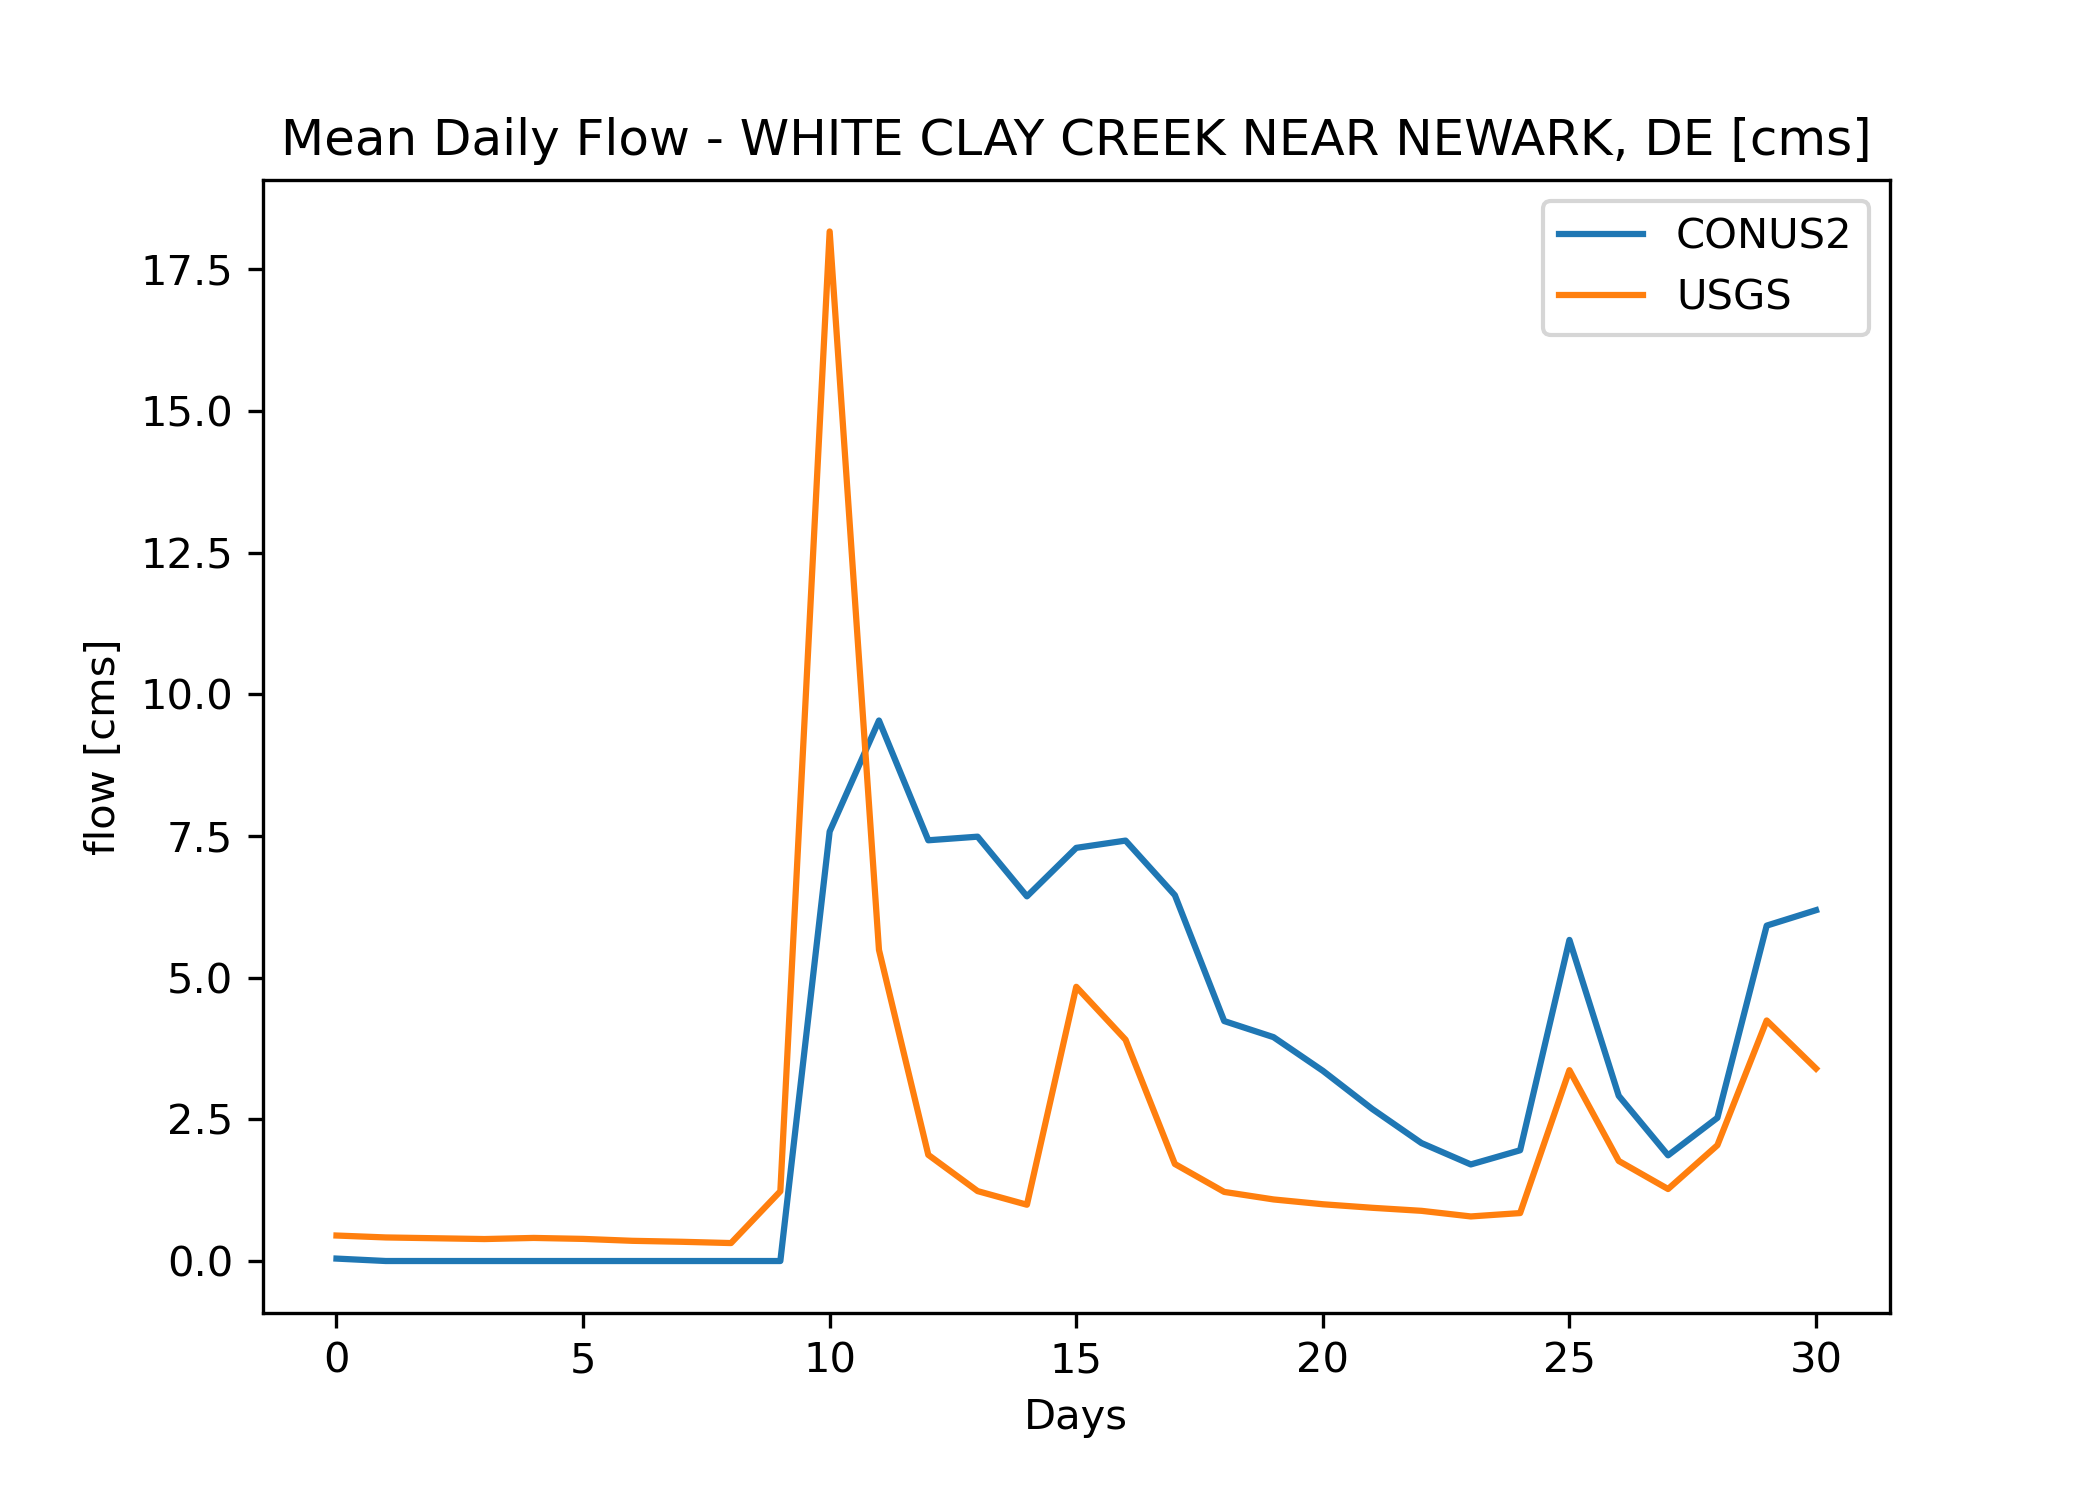 Mean Daily Flow - WHITE CLAY CREEK NEAR NEWARK, DE [cms]
CONUS2
USGS
17.5
15.0
12.5
10.0
7.5
5.0
2.5
0.0
flow [cms]
0 5 10 15 20 25 30
Days